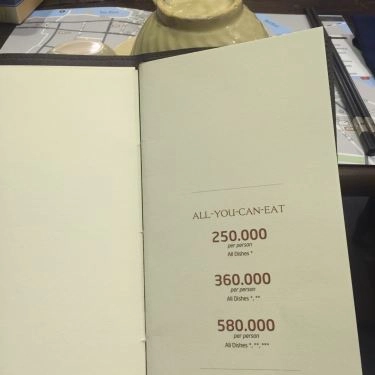 ALL-YOU-CAN-EAT
250.000
per person
All Dishes *
360.000
per person
All Dishes *, **
580.000
per person
All Dishes *, **, ***